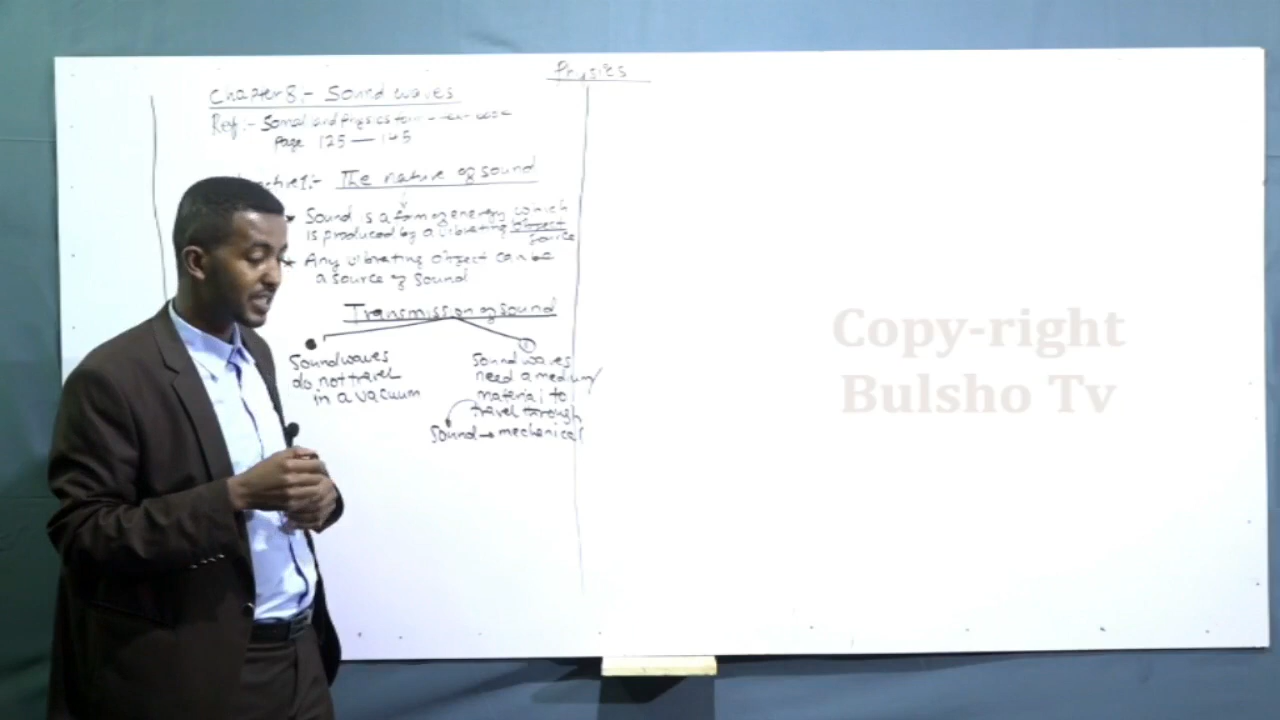 Physics
Chapter 8:- Sound waves
Ref:- Somaliland Physics form
Page 125 — 145
:- The nature of sound
* Sound is a form of energy which
is produced by a vibrating object
source
* Any vibrating object can be
a source of sound
Transmission of sound
Sound waves
do not travel
in a vacuum
Sound waves
need a medium/
material to
travel through
Sound → mechanical
Copy-right
Bulsho Tv